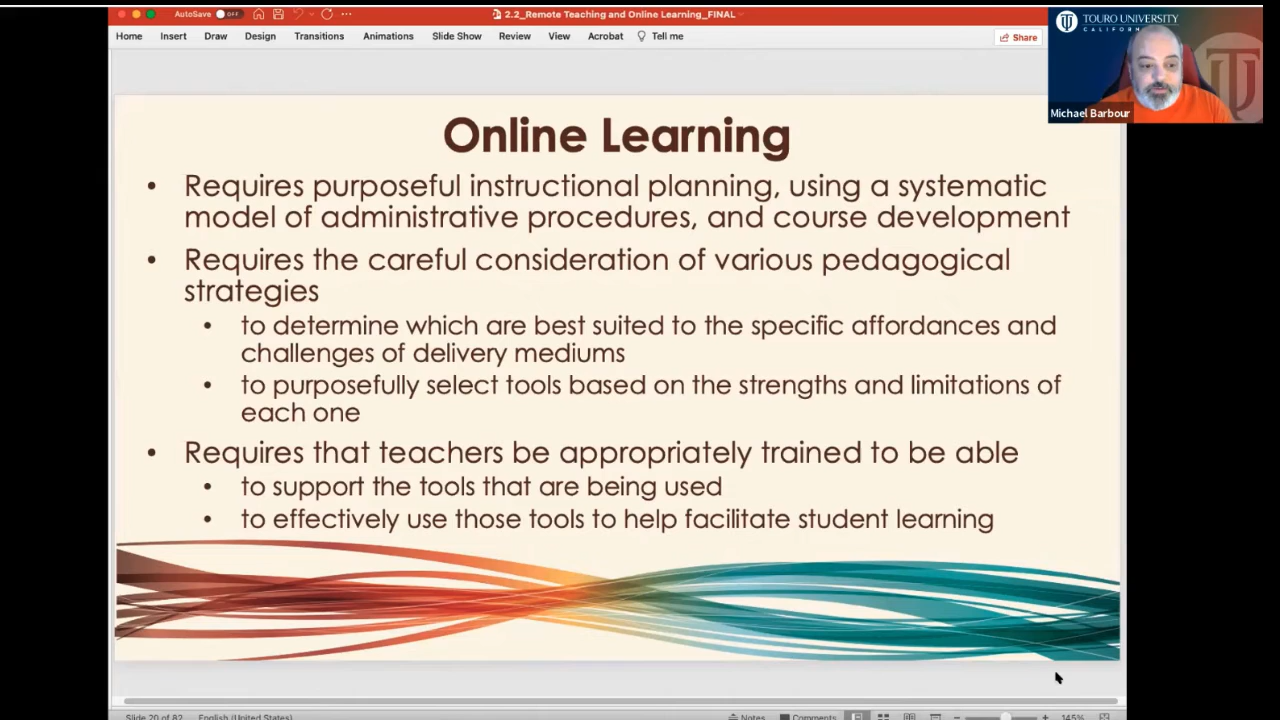 AutoSave OFF
2.2_Remote Teaching and Online Learning_FINAL
Home Insert Draw Design Transitions Animations Slide Show Review View Acrobat Tell me
Share
TOURO UNIVERSITY
CALIFORN
Michael Barbour
Online Learning
• Requires purposeful instructional planning, using a systematic
model of administrative procedures, and course development
• Requires the careful consideration of various pedagogical
strategies
• to determine which are best suited to the specific affordances and
challenges of delivery mediums
• to purposefully select tools based on the strengths and limitations of
each one
• Requires that teachers be appropriately trained to be able
• to support the tools that are being used
• to effectively use those tools to help facilitate student learning
Slide 20 of 82 English (United States) Notes Comments 145%